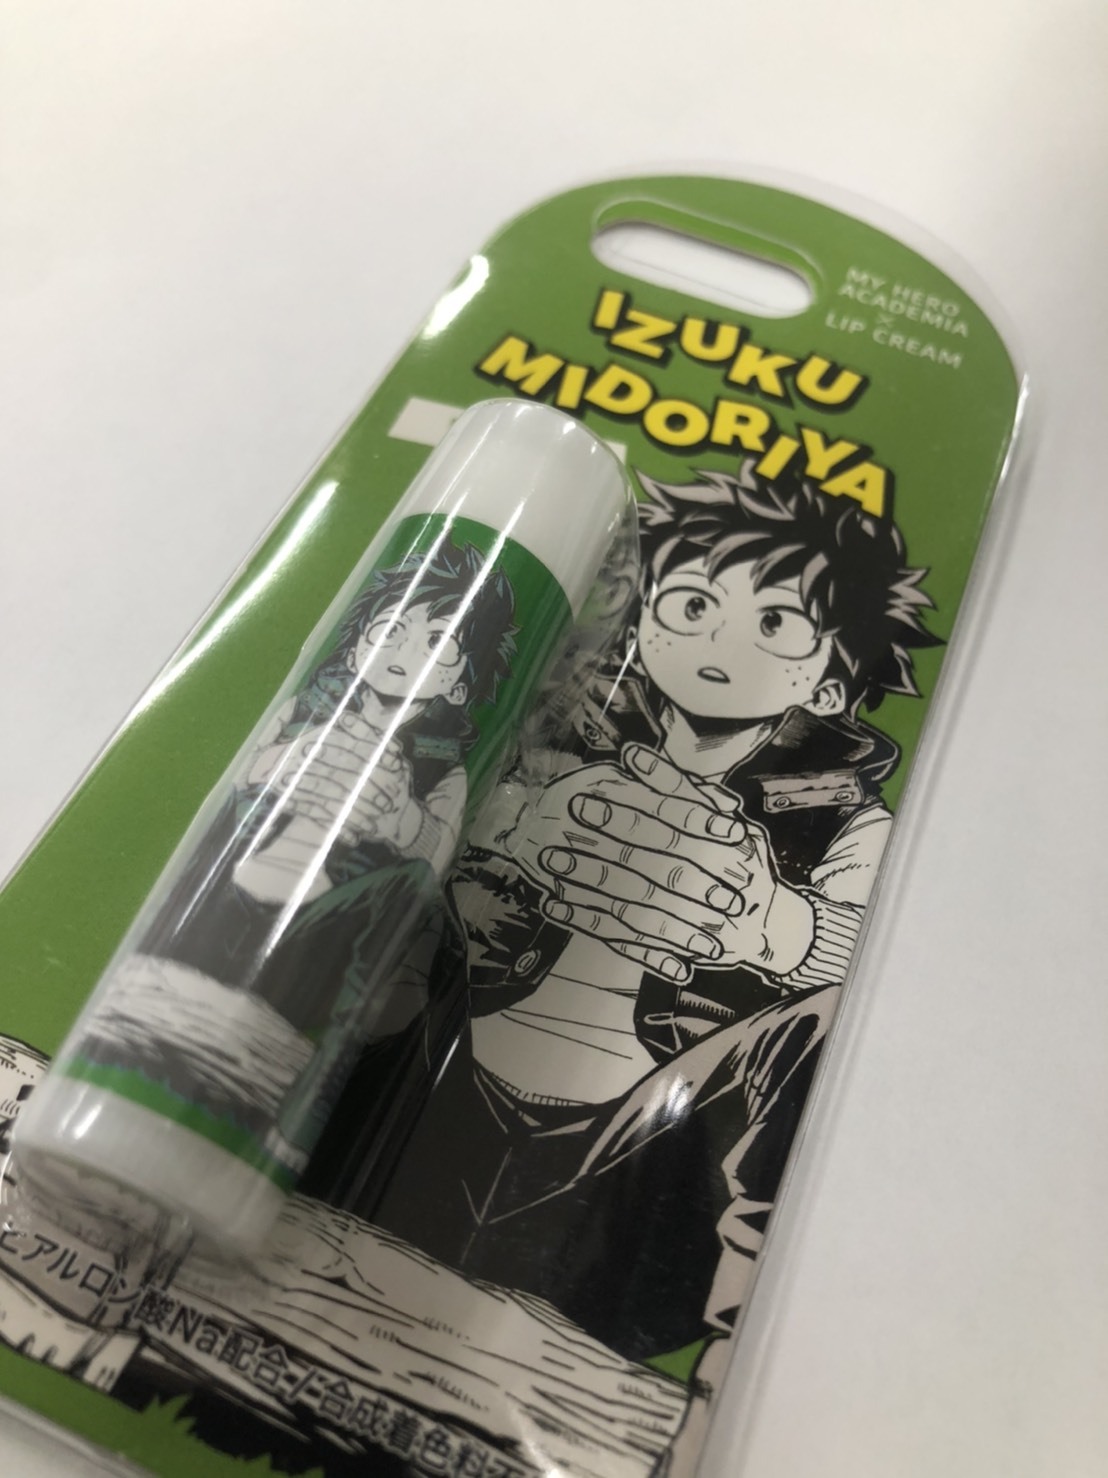 MY HERO
ACADEMIA
×
LIP CREAM
IZUKU
MIDORIYA
ヒアルロン酸Na配合/合成着色料不